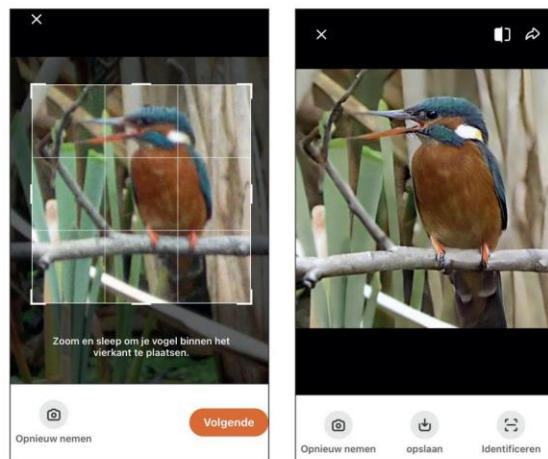 Zoom en sleep om je vogel binnen het
vierkant te plaatsen.
Opnieuw nemen
Volgende
Opnieuw nemen
opslaan
Identificeren